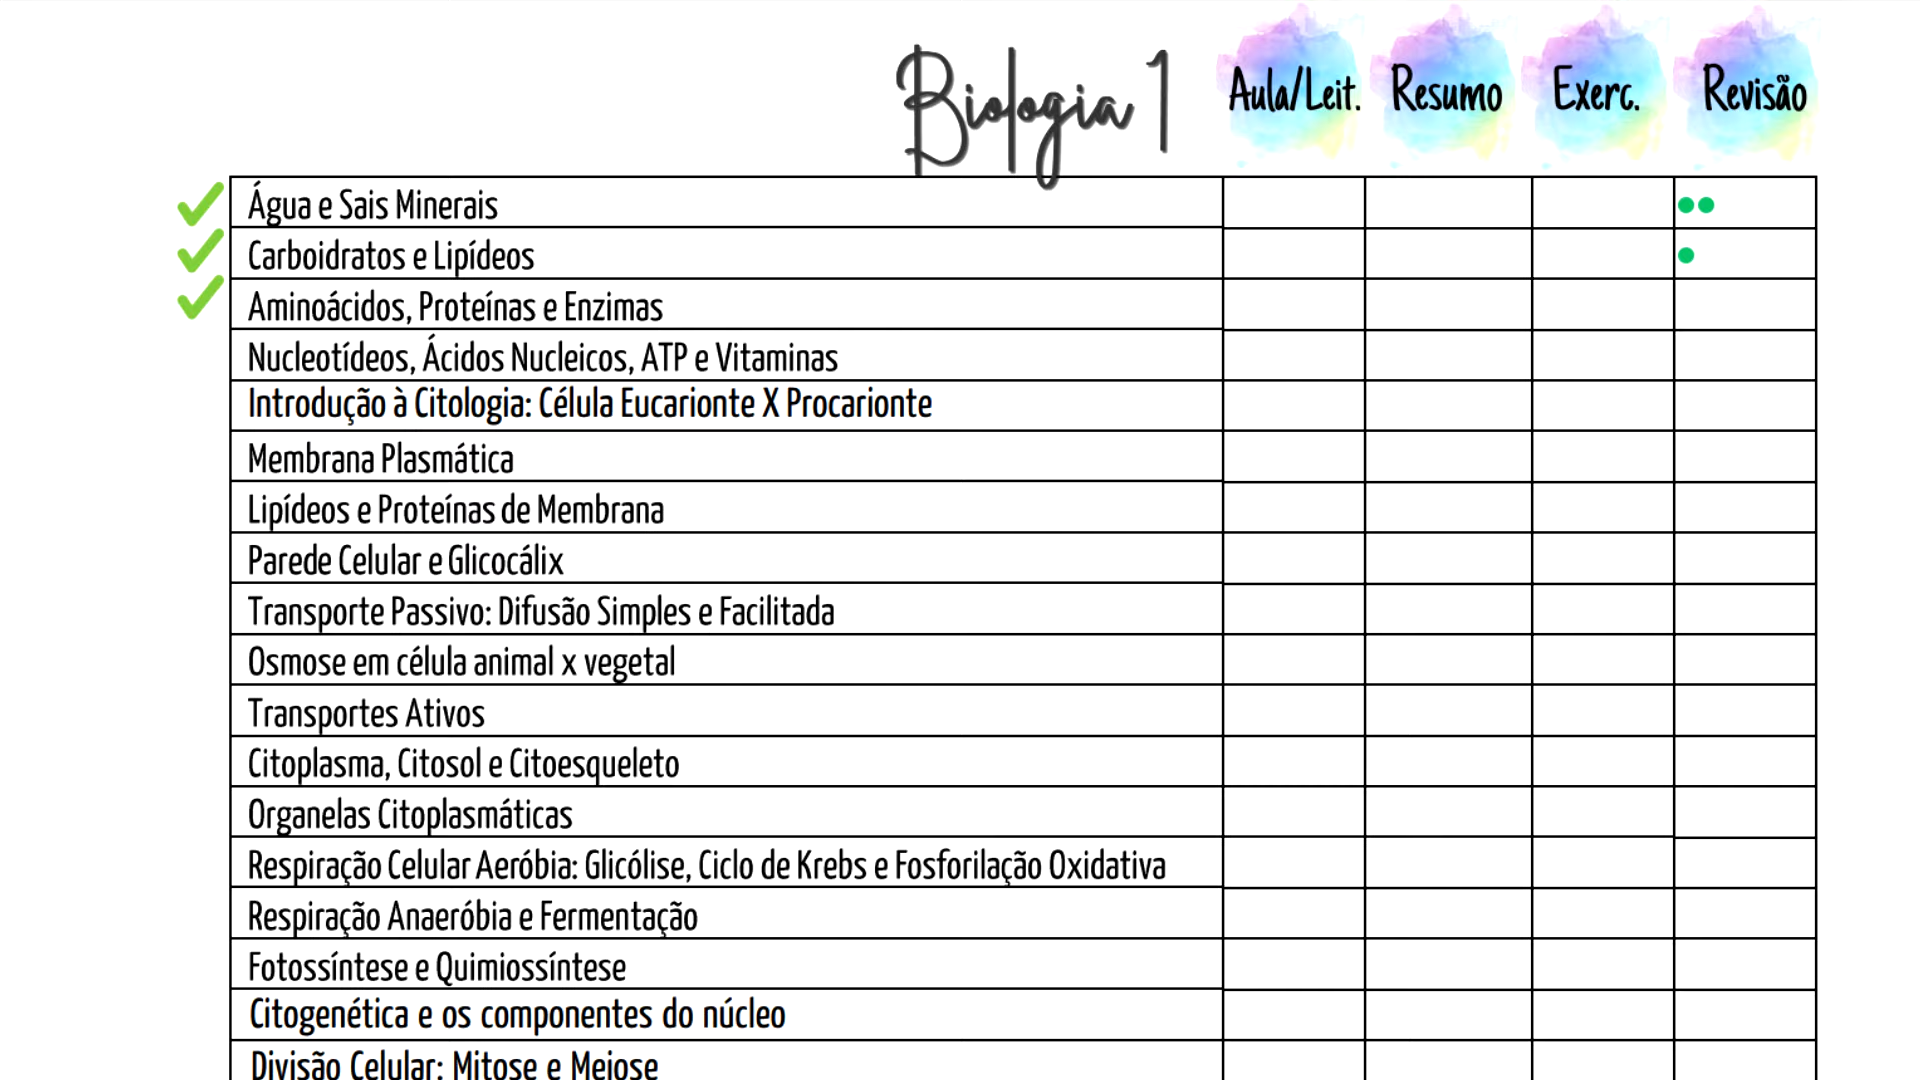 Biologia 1
Aula/Leit. Resumo Exerc. Revisão
Água e Sais Minerais
Carboidratos e Lipídeos
Aminoácidos, Proteínas e Enzimas
Nucleotídeos, Ácidos Nucleicos, ATP e Vitaminas
Introdução à Citologia: Célula Eucarionte X Procarionte
Membrana Plasmática
Lipídeos e Proteínas de Membrana
Parede Celular e Glicocálix
Transporte Passivo: Difusão Simples e Facilitada
Osmose em célula animal x vegetal
Transportes Ativos
Citoplasma, Citosol e Citoesqueleto
Organelas Citoplasmáticas
Respiração Celular Aeróbia: Glicólise, Ciclo de Krebs e Fosforilação Oxidativa
Respiração Anaeróbia e Fermentação
Fotossíntese e Quimiossíntese
Citogenética e os componentes do núcleo
Divisão Celular: Mitose e Meiose